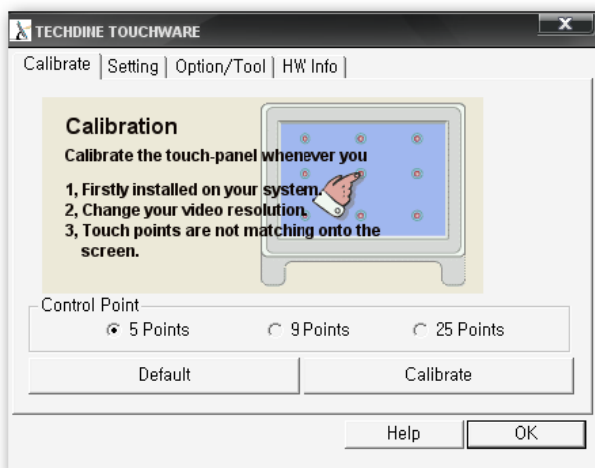 TECHDINE TOUCHWARE
x
Calibrate Setting Option/Tool HW Info
Calibration
Calibrate the touch-panel whenever you
1, Firstly installed on your system.
2, Change your video resolution.
3, Touch points are not matching onto the
screen.
Control Point
5 Points 9 Points 25 Points
Default Calibrate
Help OK